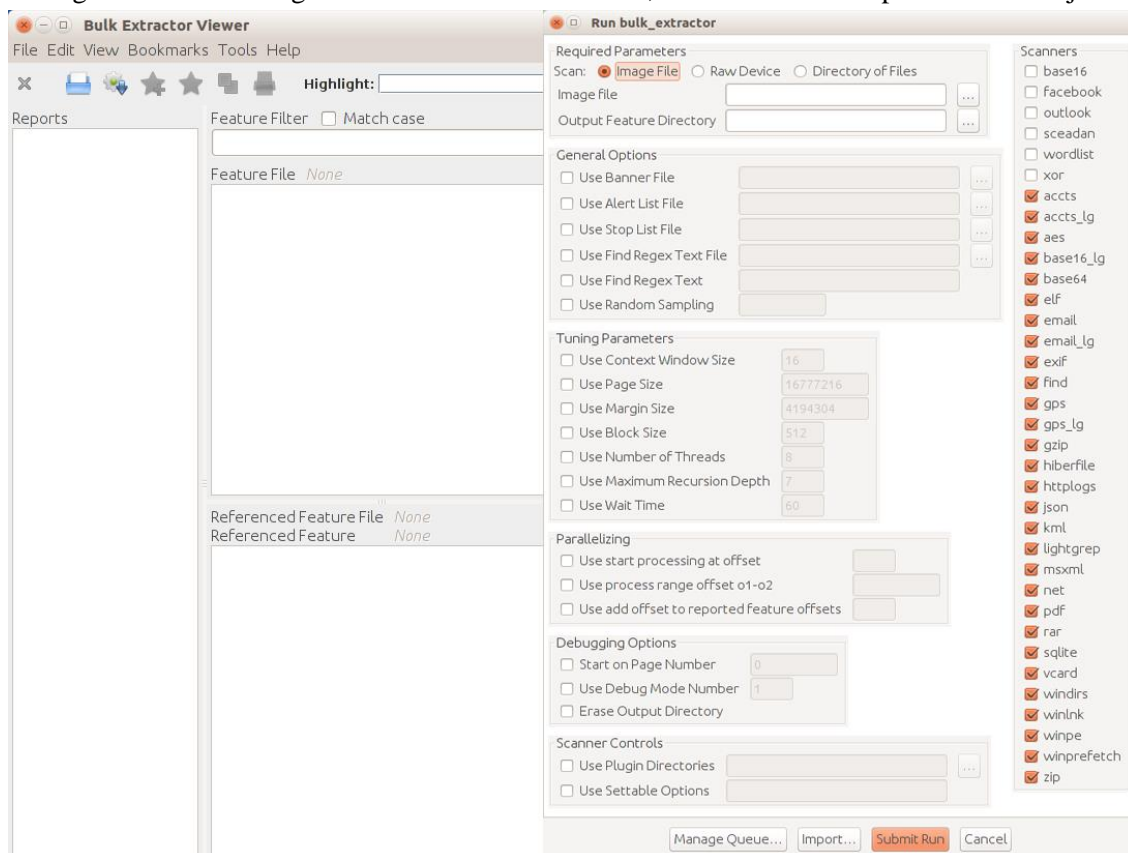 Bulk Extractor Viewer
File Edit View Bookmarks Tools Help
Highlight:
Reports
Feature Filter Match case
Feature File None
Referenced Feature File None
Referenced Feature None
Run bulk_extractor
Required Parameters
Scan: Image File Raw Device Directory of Files
Image file ...
Output Feature Directory ...
General Options
Use Banner File ...
Use Alert List File ...
Use Stop List File ...
Use Find Regex Text File ...
Use Find Regex Text
Use Random Sampling
Tuning Parameters
Use Context Window Size 16
Use Page Size 16777216
Use Margin Size 4194304
Use Block Size 512
Use Number of Threads 8
Use Maximum Recursion Depth 7
Use Wait Time 60
Parallelizing
Use start processing at offset
Use process range offset o1-o2
Use add offset to reported feature offsets
Debugging Options
Start on Page Number 0
Use Debug Mode Number 1
Erase Output Directory
Scanner Controls
Use Plugin Directories ...
Use Settable Options
Scanners
base16
facebook
outlook
sceadan
wordlist
xor
accts
accts_lg
aes
base16_lg
base64
elf
email
email_lg
exif
find
gps
gps_lg
gzip
hiberfile
httplogs
json
kml
lightgrep
msxml
net
pdf
rar
sqlite
vcard
windirs
winlnk
winpe
winprefetch
zip
Manage Queue... Import... Submit Run Cancel